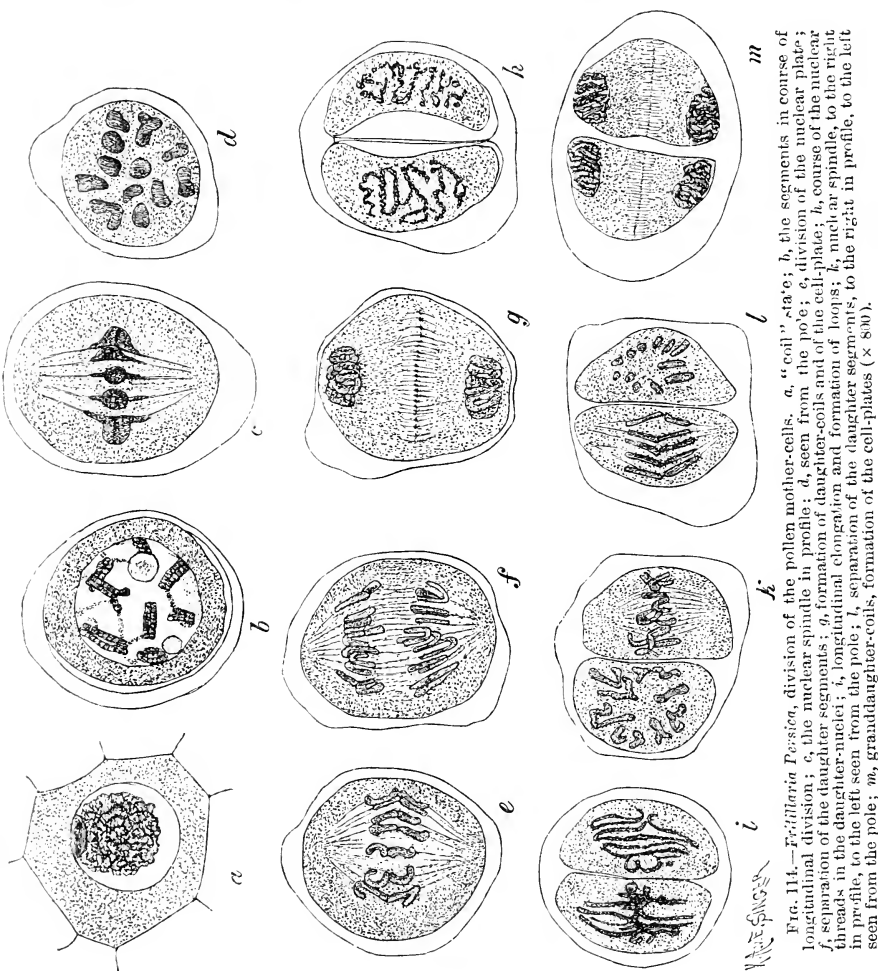 a b c d
e f g h
i k l m
FIG. 114.—Fritillaria Persica, division of the pollen mother-cells. a, "coil" sta'e; b, the segments in course of
longitudinal division; c, the nuclear spindle in profile; d, seen from the po'e; e, division of the nuclear plate;
f, separation of the daughter segments; g, formation of daughter-coils and of the cell-plate; h, course of the nuclear
threads in the daughter-nuclei; i, longitudinal elongation and formation of loops; k, nuclear spindle, to the right
in profile, to the left seen from the pole; l, separation of the daughter segments, to the right in profile, to the left
seen from the pole; m, granddaughter-coils, formation of the cell-plates (× 800).